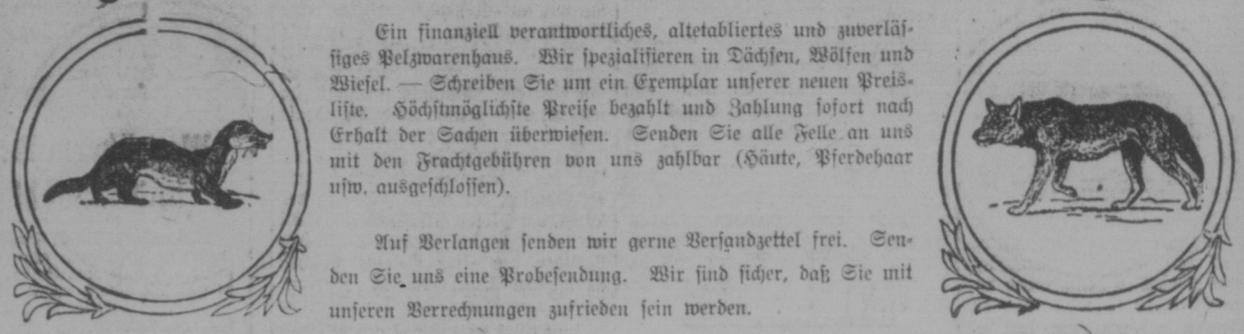 Ein finanziell verantwortliches, altetabliertes und zuverläs-
siges Pelzwarenhaus. Wir spezialisieren in Dächsen, Wölfen und
Wiesel. — Schreiben Sie um ein Exemplar unserer neuen Preis-
liste. Höchstmöglichste Preise bezahlt und Zahlung sofort nach
Erhalt der Sachen überwiesen. Senden Sie alle Felle an uns
mit den Frachtgebühren von uns zahlbar (Häute, Pferdehaar
usw. ausgeschlossen).
Auf Verlangen senden wir gerne Versandzettel frei. Sen-
den Sie uns eine Probesendung. Wir sind sicher, daß Sie mit
unseren Verrechnungen zufrieden sein werden.